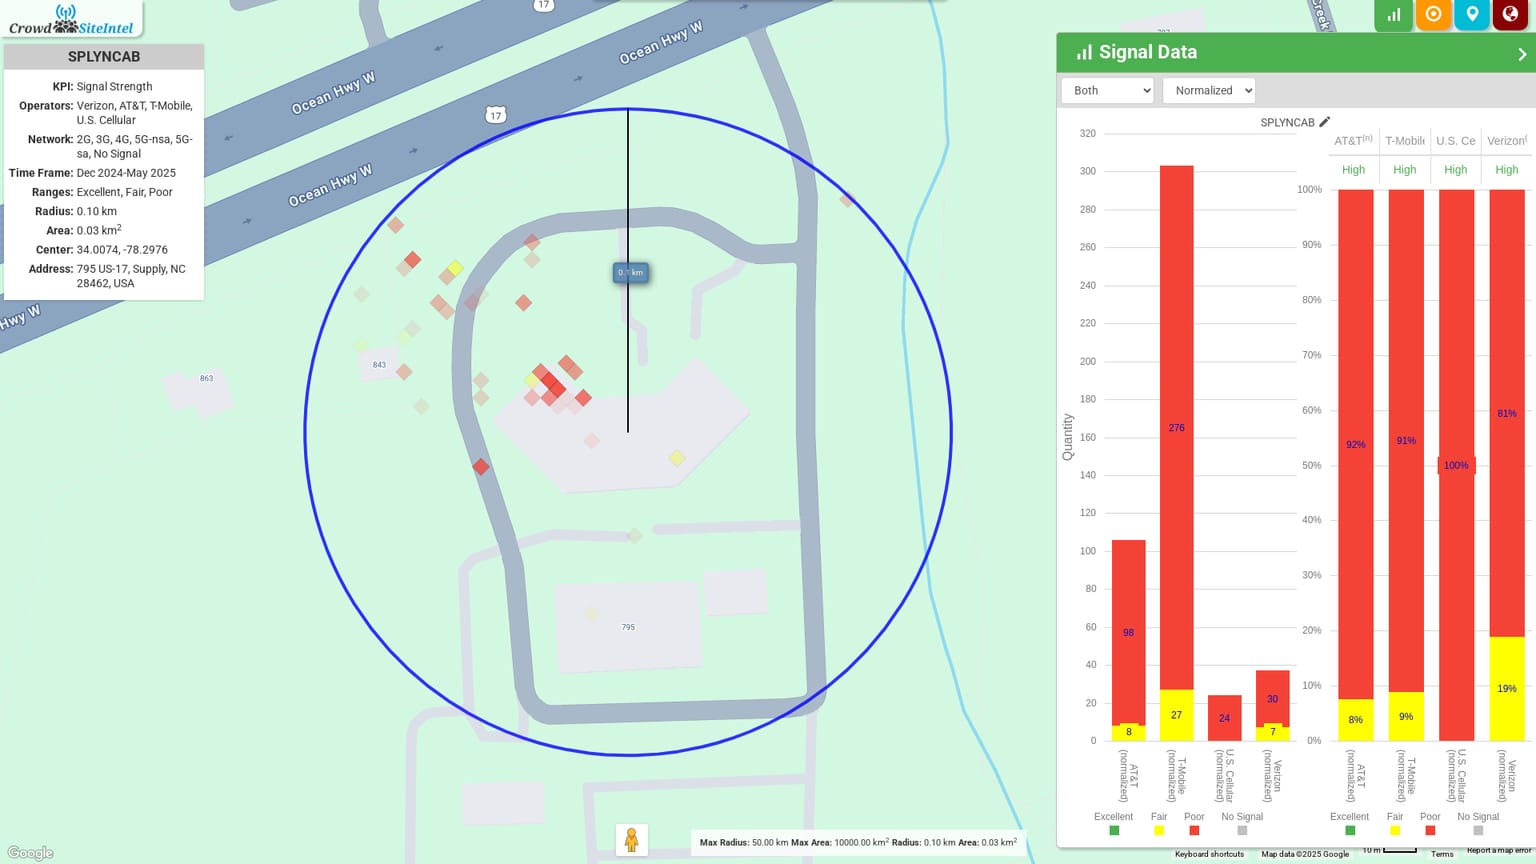 CrowdSiteIntel
SPLYNCAB
KPI: Signal Strength
Operators: Verizon, AT&T, T-Mobile,
U.S. Cellular
Network: 2G, 3G, 4G, 5G-nsa, 5G-
sa, No Signal
Time Frame: Dec 2024-May 2025
Ranges: Excellent, Fair, Poor
Radius: 0.10 km
Area: 0.03 km²
Center: 34.0074, -78.2976
Address: 795 US-17, Supply, NC
28462, USA
17
Ocean Hwy W
Ocean Hwy W
17
Ocean Hwy W
Hwy W
Creek
0.1 km
843
863
795
Google
Max Radius: 50.00 km Max Area: 10000.00 km² Radius: 0.10 km Area: 0.03 km²
Signal Data
Both
Normalized
SPLYNCAB
320
300
280
260
240
220
200
180
160
140
120
100
80
60
40
20
0
Quantity
98
8
276
27
24
30
7
AT&T (normalized)
T-Mobile (normalized)
U.S. Cellular (normalized)
Verizon (normalized)
Excellent Fair Poor No Signal
AT&T(n) T-Mobile U.S. Ce Verizon(
High High High High
100%
90%
80%
70%
60%
50%
40%
30%
20%
10%
0%
92%
8%
91%
9%
100%
81%
19%
AT&T (normalized)
T-Mobile (normalized)
U.S. Cellular (normalized)
Verizon (normalized)
Excellent Fair Poor No Signal
Keyboard shortcuts Map data ©2025 Google 10 m Terms Report a map error